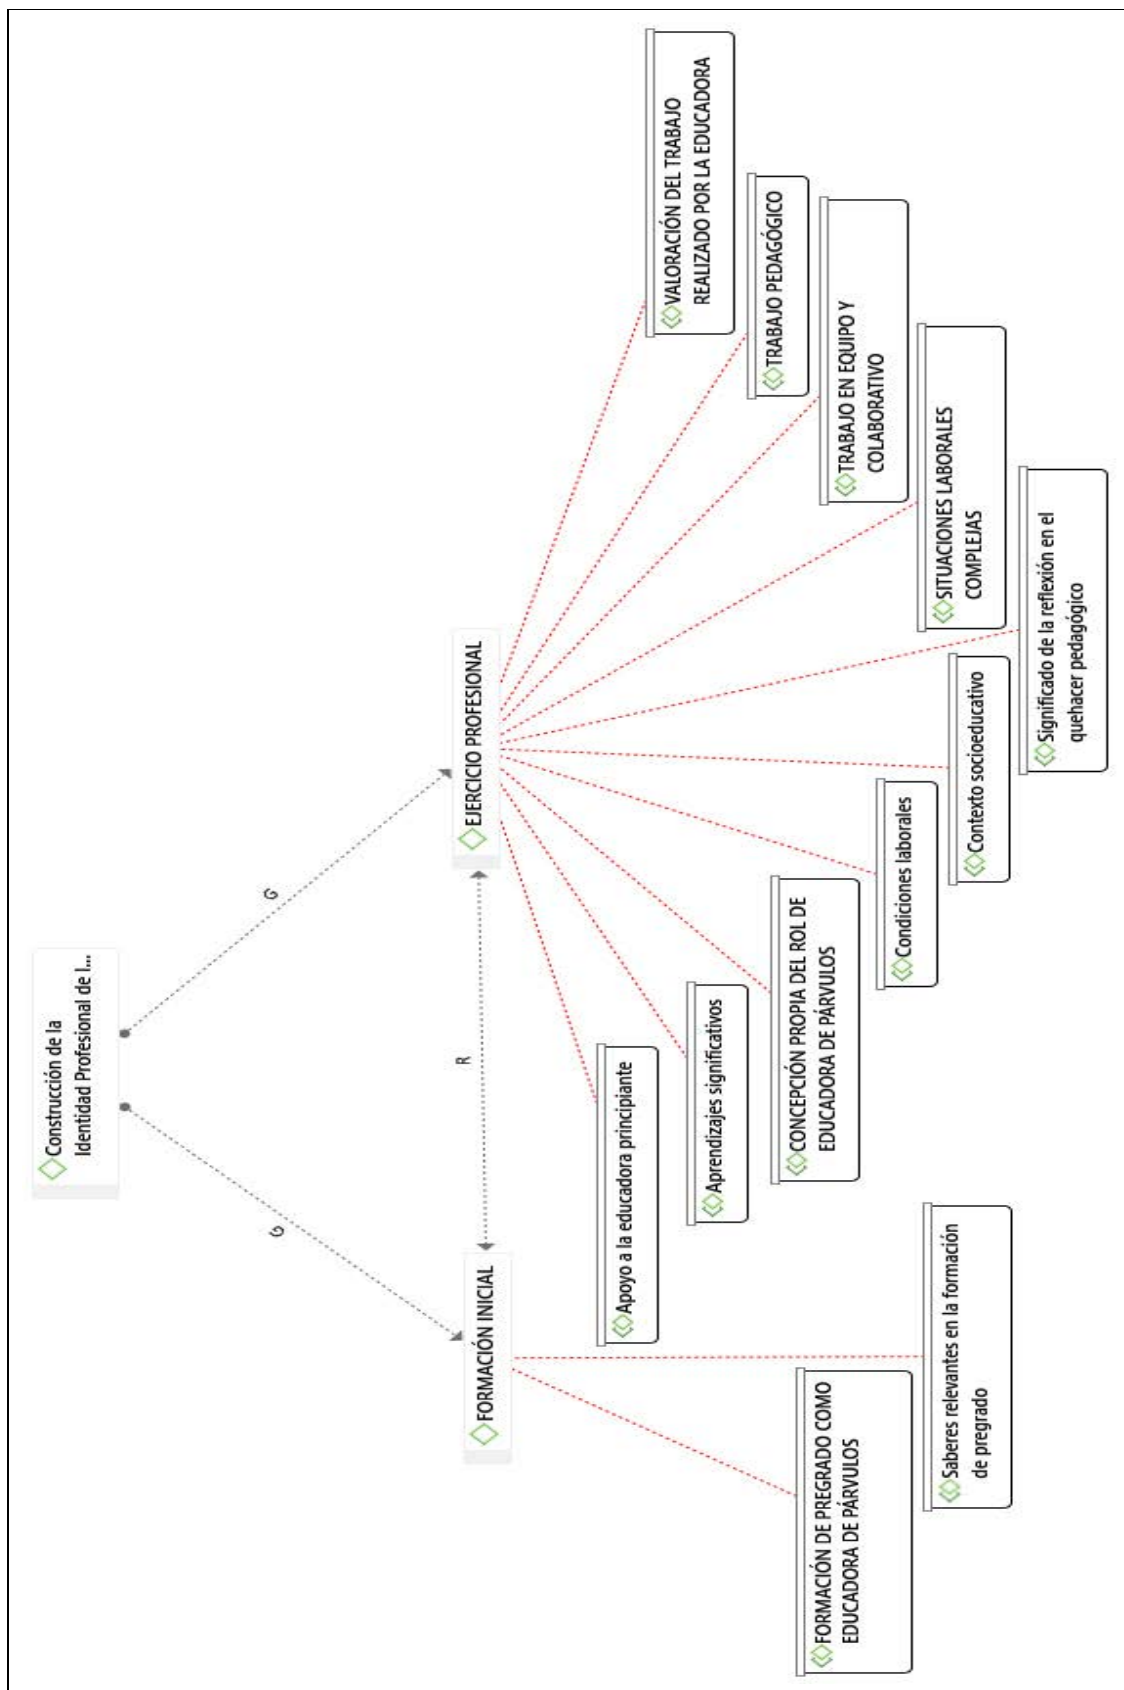 Construcción de la
Identidad Profesional de l...
G
G
FORMACIÓN INICIAL
R
EJERCICIO PROFESIONAL
FORMACIÓN DE PREGRADO COMO
EDUCADORA DE PÁRVULOS
Saberes relevantes en la formación
de pregrado
Apoyo a la educadora principiante
Aprendizajes significativos
CONCEPCIÓN PROPIA DEL ROL DE
EDUCADORA DE PÁRVULOS
Condiciones laborales
Contexto socioeducativo
Significado de la reflexión en el
quehacer pedagógico
SITUACIONES LABORALES
COMPLEJAS
TRABAJO EN EQUIPO Y
COLABORATIVO
TRABAJO PEDAGÓGICO
VALORACIÓN DEL TRABAJO
REALIZADO POR LA EDUCADORA